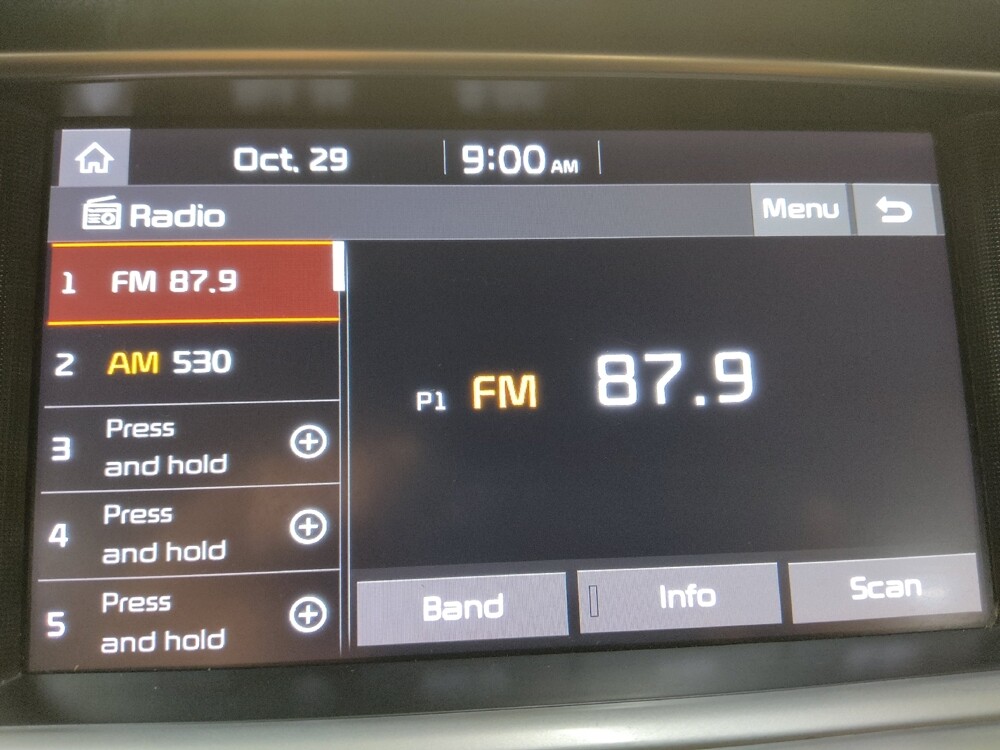 Oct. 29 9:00 AM
Radio Menu
1 FM 87.9
2 AM 530
3 Press
and hold
4 Press
and hold
5 Press
and hold
P1 FM 87.9
Band Info Scan